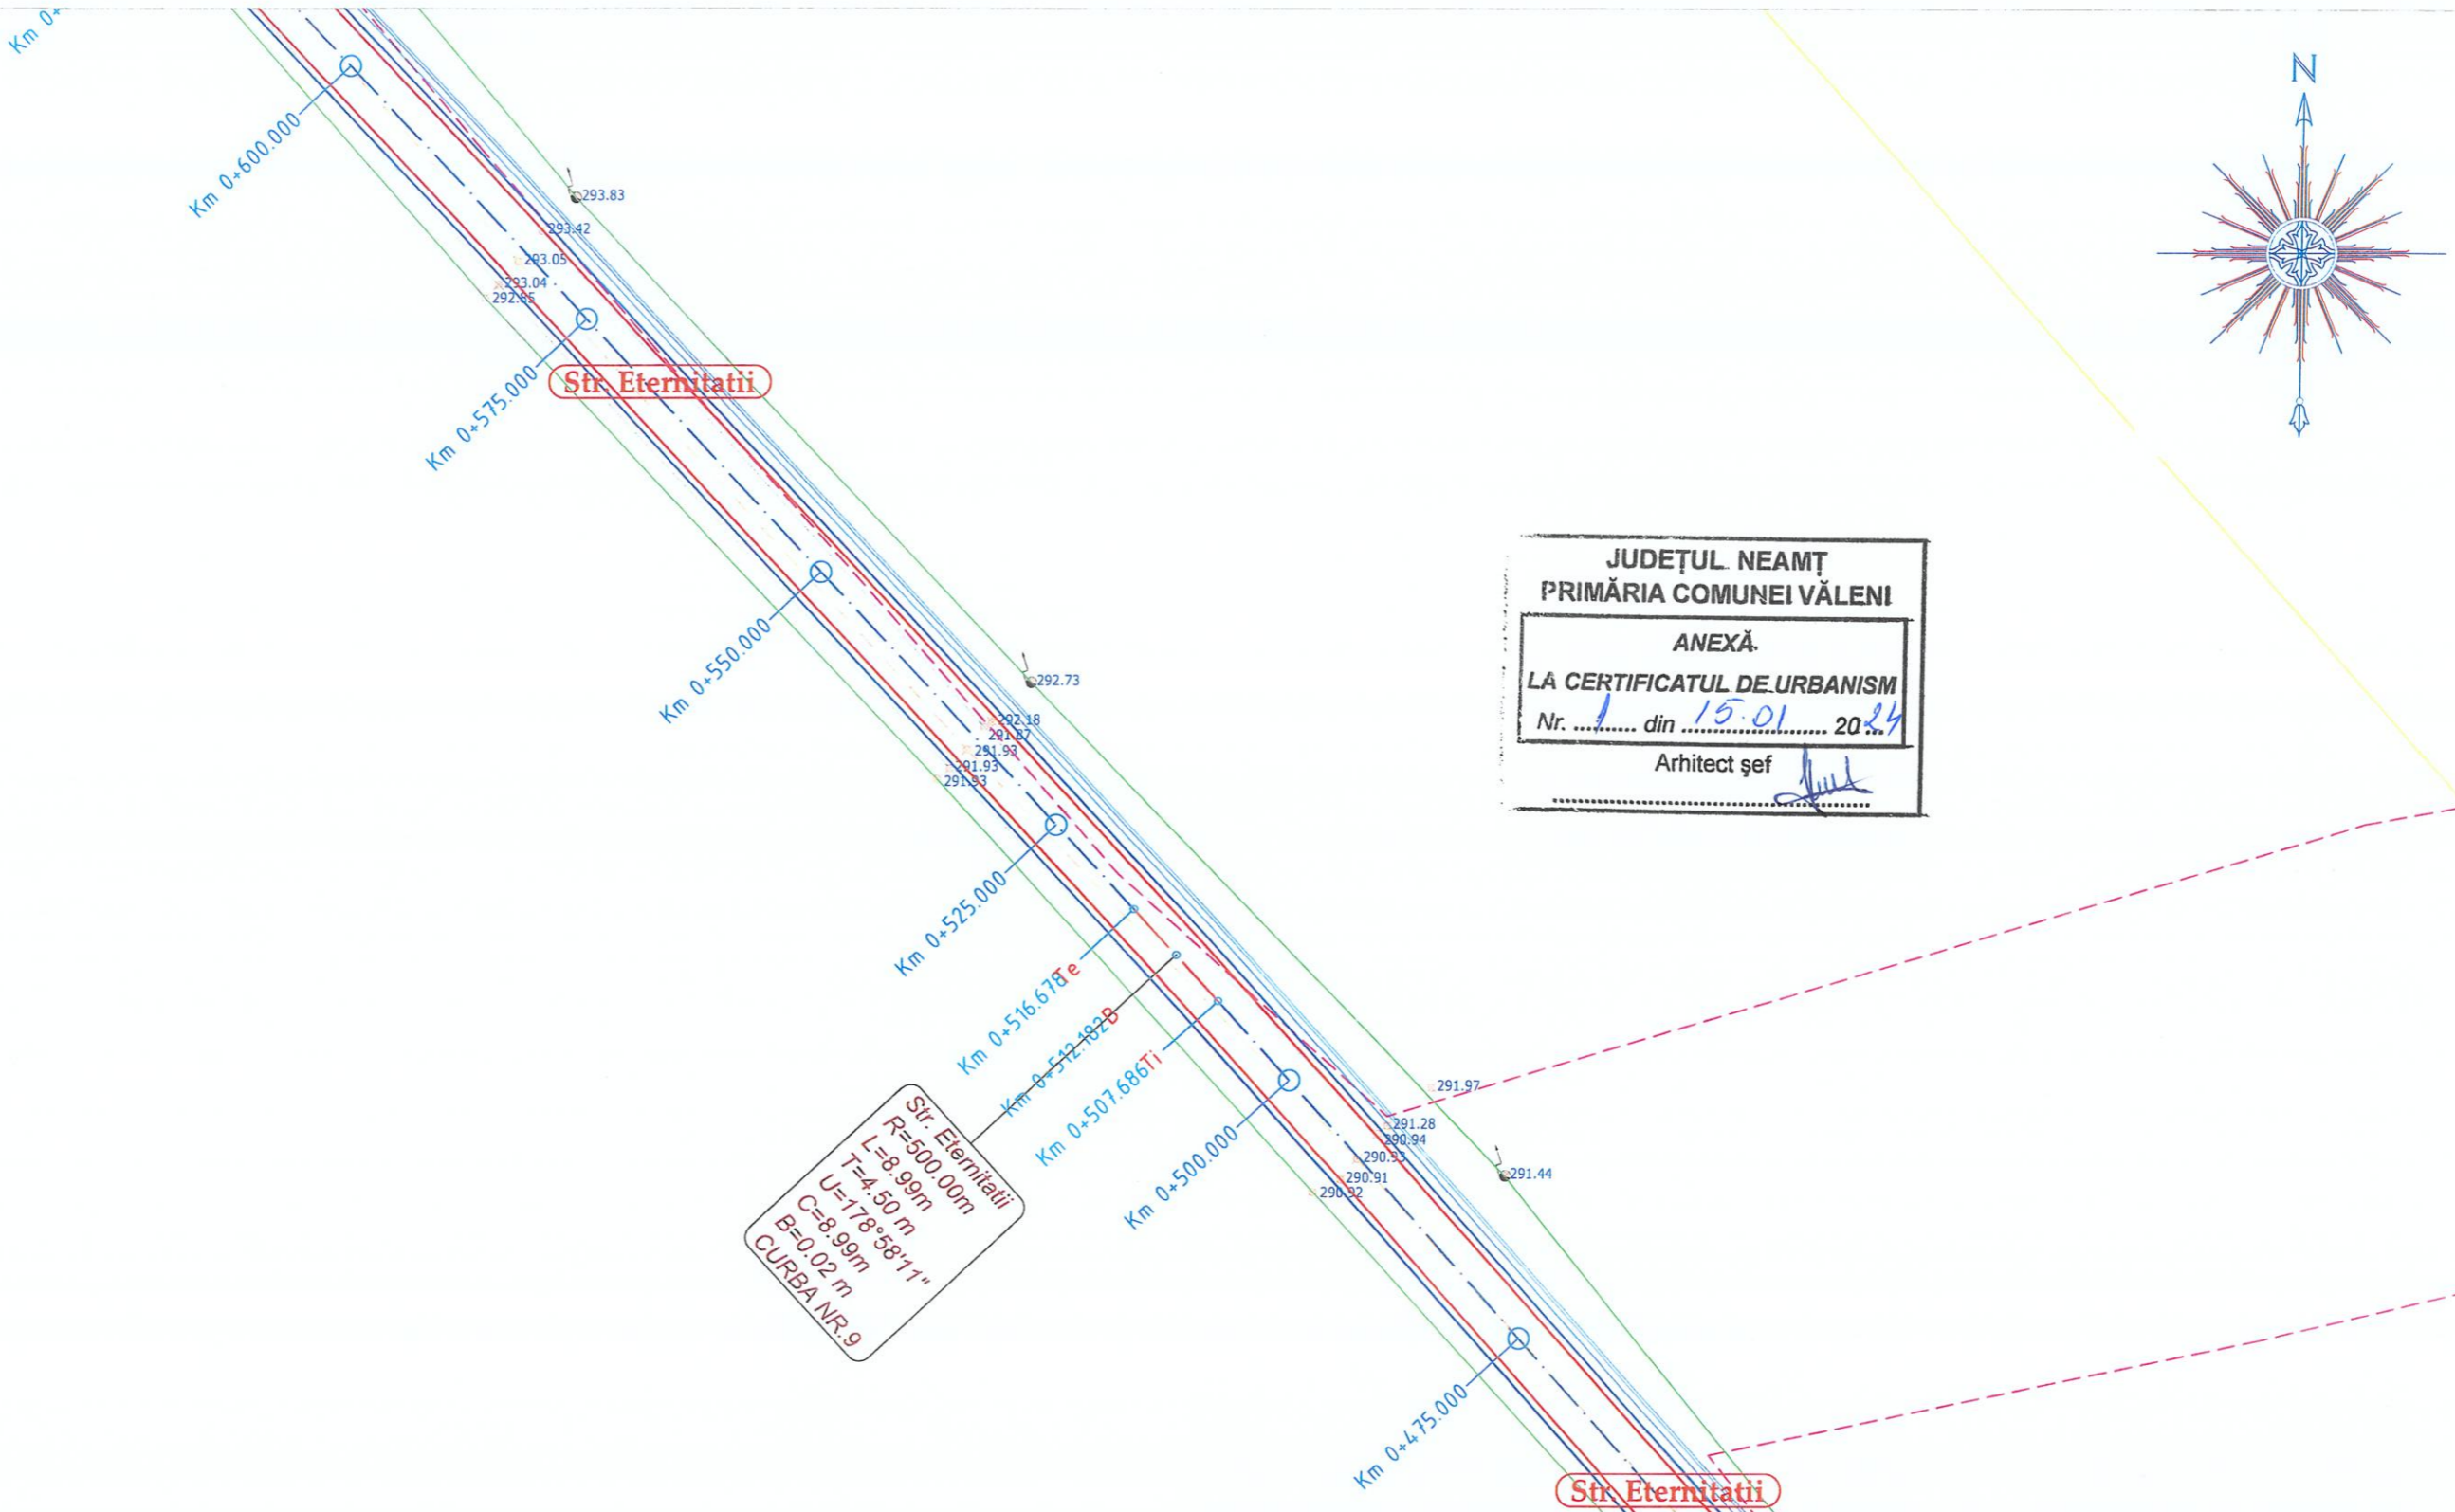 Km 0+
N
Km 0+600.000
293.83
293.42
293.05
293.04
292.85
Km 0+575.000
Str. Eternitatii
Km 0+550.000
JUDEȚUL NEAMȚ
PRIMĂRIA COMUNEI VĂLENI
ANEXĂ
LA CERTIFICATUL DE URBANISM
Nr. ...1... din ...15.01... 2024
Arhitect șef
292.73
292.18
291.87
291.93
291.93
291.93
Km 0+525.000
Km 0+516.678Te
Km 0+512.182B
Km 0+507.686Ti
Km 0+500.000
291.97
291.28
290.94
290.93
290.91
290.92
291.44
Str. Eternitatii
R=500.00m
L=8.99m
T=4.50 m
U=178°58'11"
C=8.99m
B=0.02 m
CURBA NR.9
Km 0+475.000
Str. Eternitatii